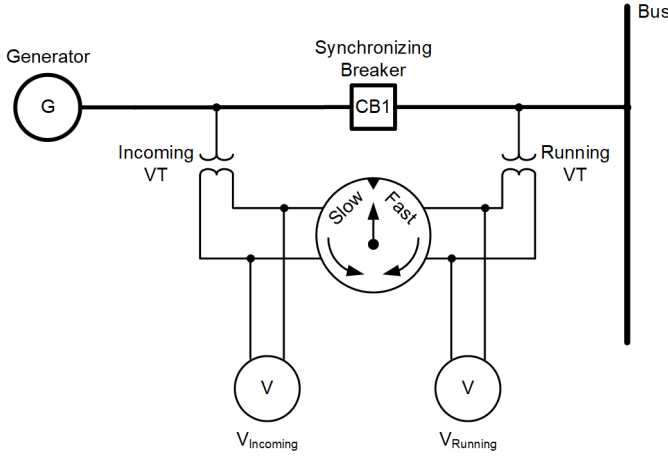 Bus
Generator
Synchronizing
Breaker
G
CB1
Incoming
VT
Running
VT
Slow
Fast
V
V
VIncoming
VRunning